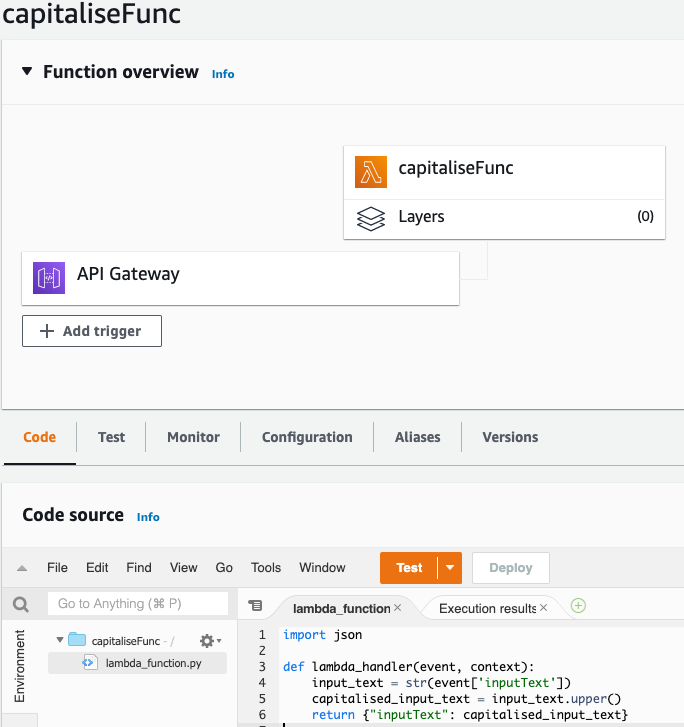 capitaliseFunc
Function overview Info
capitaliseFunc
Layers (0)
API Gateway
+ Add trigger
Code Test Monitor Configuration Aliases Versions
Code source Info
File Edit Find View Go Tools Window Test Deploy
Go to Anything (⌘ P) lambda_function × Execution results ×
Environment
capitaliseFunc - /
lambda_function.py
1 import json
2
3 def lambda_handler(event, context):
4 input_text = str(event['inputText'])
5 capitalised_input_text = input_text.upper()
6 return {"inputText": capitalised_input_text}